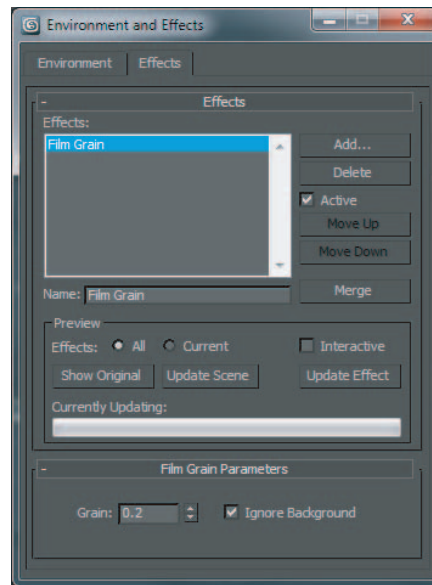 Environment and Effects
Environment Effects
- Effects
Effects:
Film Grain
Add...
Delete
Active
Move Up
Move Down
Name: Film Grain
Merge
Preview
Effects: All Current Interactive
Show Original Update Scene Update Effect
Currently Updating:
- Film Grain Parameters
Grain: 0.2 Ignore Background